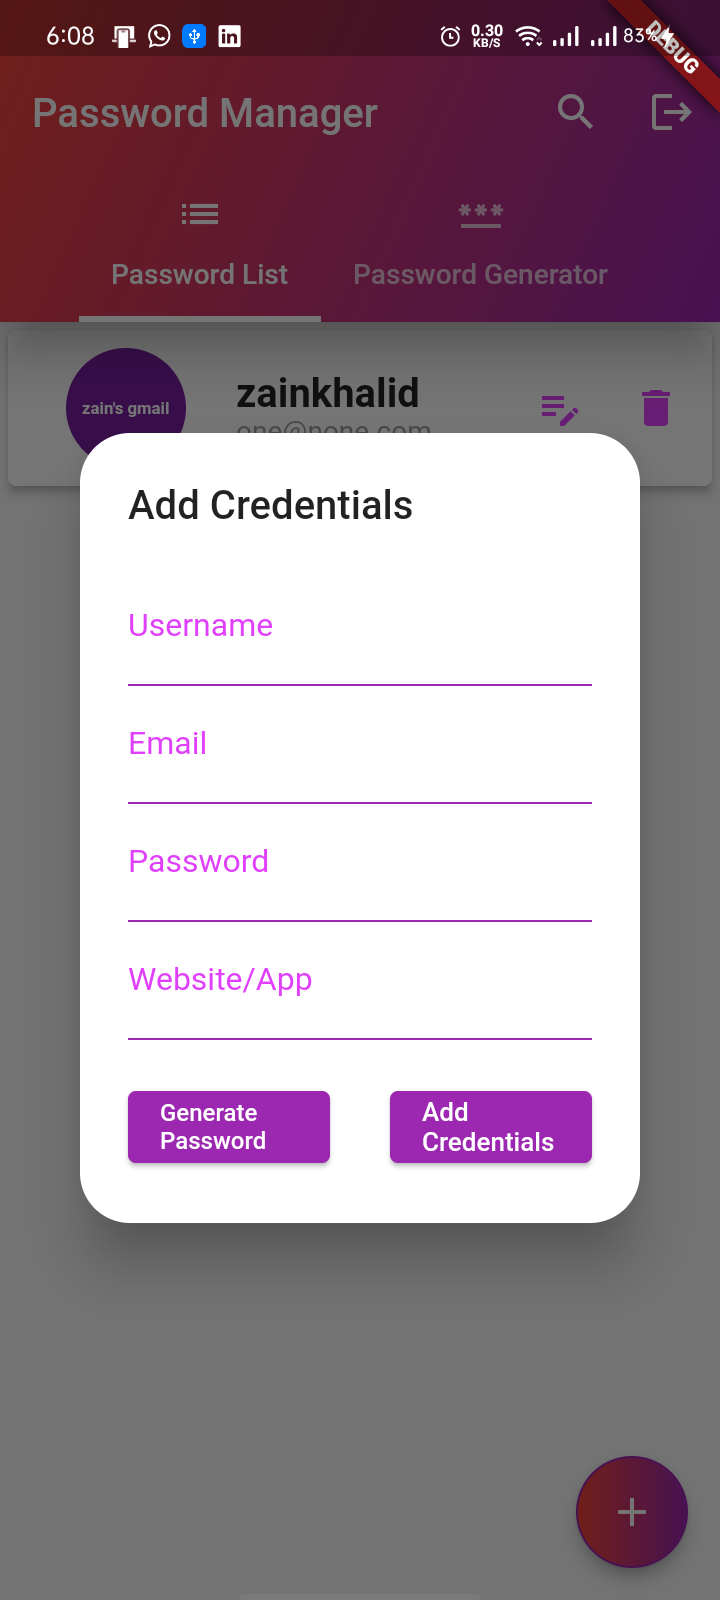 6:08
0.30
KB/S
83%
DEBUG
Password Manager
***
Password List
Password Generator
zain's gmail
zainkhalid
one@none.com
Add Credentials
Username
Email
Password
Website/App
Generate
Password
Add
Credentials